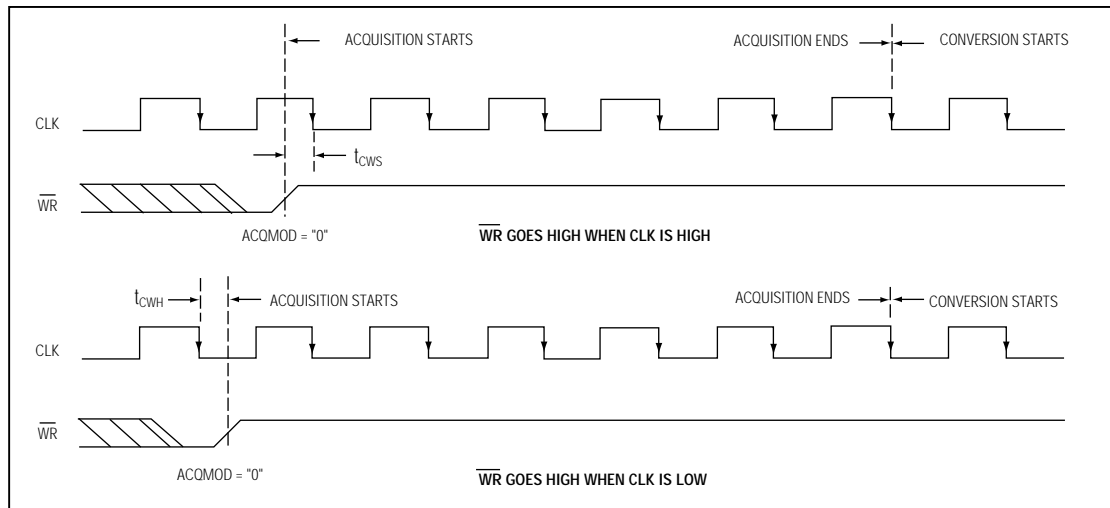 ACQUISITION STARTS
ACQUISITION ENDS
CONVERSION STARTS
CLK
tCWS
WR
ACQMOD = "0"
WR GOES HIGH WHEN CLK IS HIGH
tCWH
ACQUISITION STARTS
ACQUISITION ENDS
CONVERSION STARTS
CLK
WR
ACQMOD = "0"
WR GOES HIGH WHEN CLK IS LOW